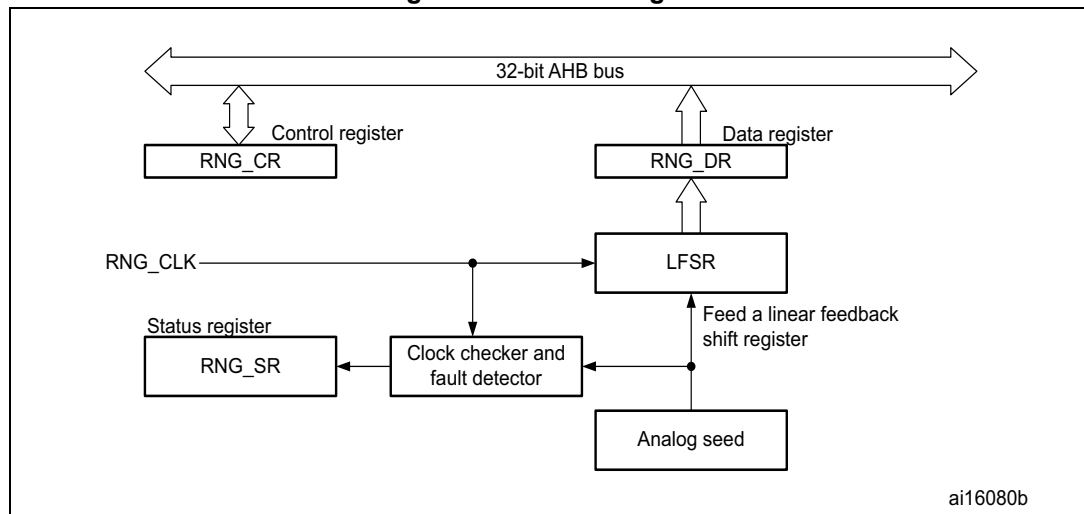 32-bit AHB bus
Control register
Data register
RNG_CR
RNG_DR
RNG_CLK
LFSR
Feed a linear feedback
shift register
Status register
RNG_SR
Clock checker and
fault detector
Analog seed
ai16080b